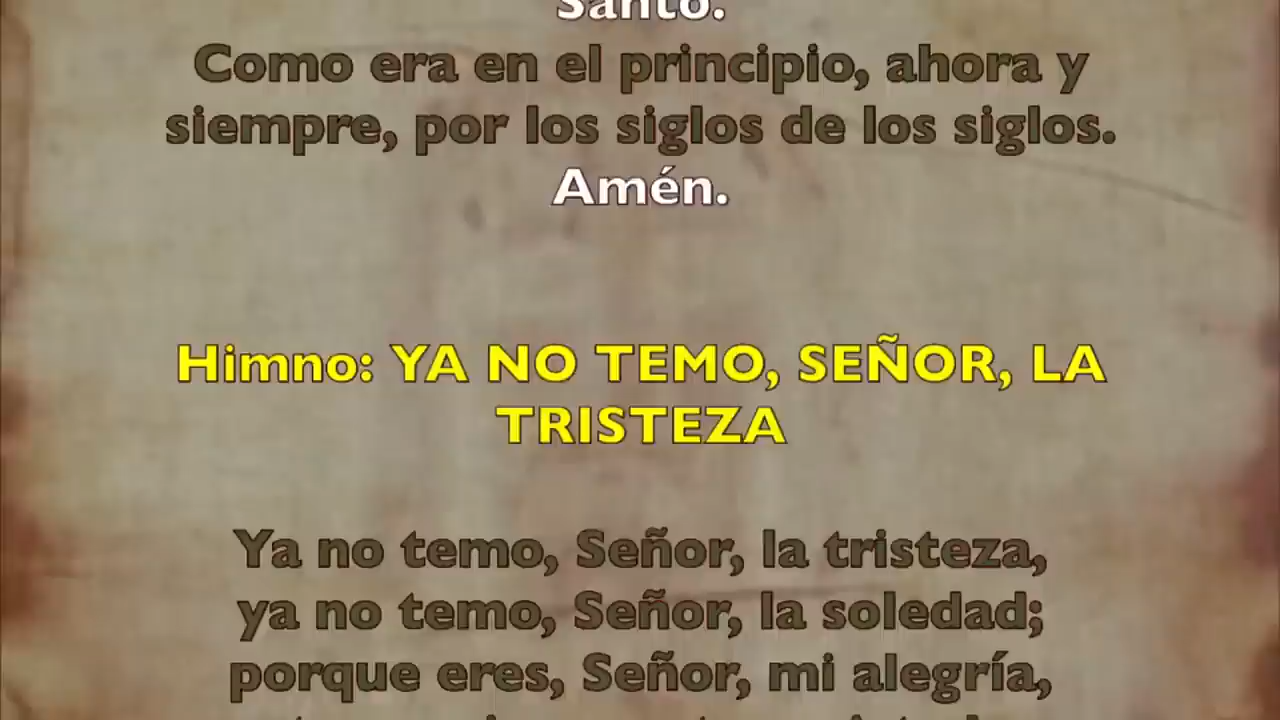 Santo.
Como era en el principio, ahora y
siempre, por los siglos de los siglos.
Amén.
Himno: YA NO TEMO, SEÑOR, LA
TRISTEZA
Ya no temo, Señor, la tristeza,
ya no temo, Señor, la soledad;
porque eres, Señor, mi alegría,